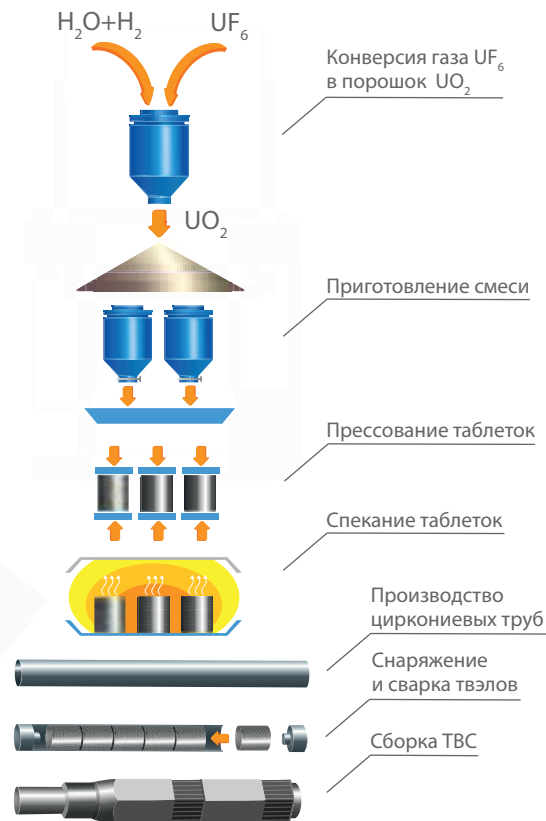 H₂O+H₂
UF₆
Конверсия газа UF₆
в порошок UO₂
UO₂
Приготовление смеси
Прессование таблеток
Спекание таблеток
Производство
циркониевых труб
Снаряжение
и сварка твэлов
Сборка ТВС